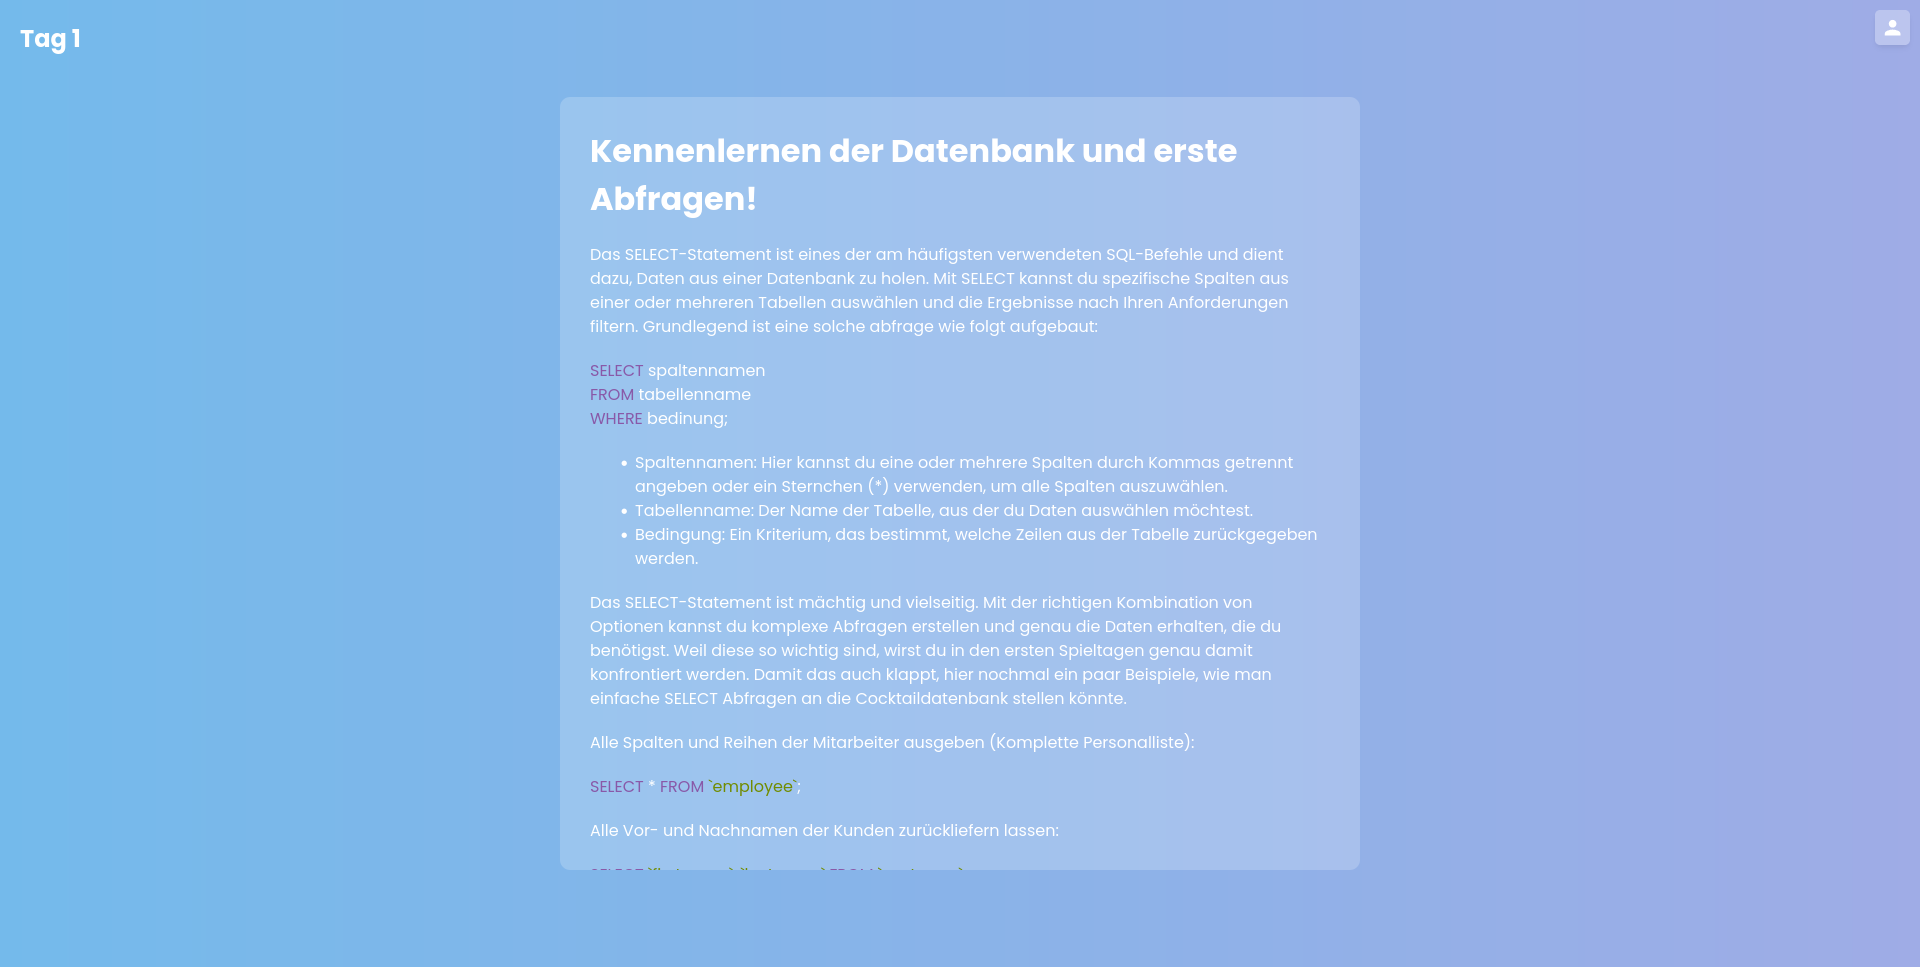 Tag 1
Kennenlernen der Datenbank und erste
Abfragen!
Das SELECT-Statement ist eines der am häufigsten verwendeten SQL-Befehle und dient
dazu, Daten aus einer Datenbank zu holen. Mit SELECT kannst du spezifische Spalten aus
einer oder mehreren Tabellen auswählen und die Ergebnisse nach Ihren Anforderungen
filtern. Grundlegend ist eine solche abfrage wie folgt aufgebaut:
SELECT spaltennamen
FROM tabellenname
WHERE bedinung;
• Spaltennamen: Hier kannst du eine oder mehrere Spalten durch Kommas getrennt
angeben oder ein Sternchen (*) verwenden, um alle Spalten auszuwählen.
• Tabellenname: Der Name der Tabelle, aus der du Daten auswählen möchtest.
• Bedingung: Ein Kriterium, das bestimmt, welche Zeilen aus der Tabelle zurückgegeben
werden.
Das SELECT-Statement ist mächtig und vielseitig. Mit der richtigen Kombination von
Optionen kannst du komplexe Abfragen erstellen und genau die Daten erhalten, die du
benötigst. Weil diese so wichtig sind, wirst du in den ersten Spieltagen genau damit
konfrontiert werden. Damit das auch klappt, hier nochmal ein paar Beispiele, wie man
einfache SELECT Abfragen an die Cocktaildatenbank stellen könnte.
Alle Spalten und Reihen der Mitarbeiter ausgeben (Komplette Personalliste):
SELECT * FROM `employee`;
Alle Vor- und Nachnamen der Kunden zurückliefern lassen: